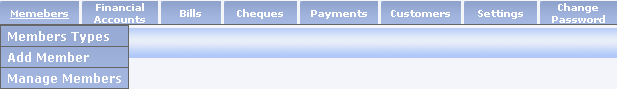 Memebers
Financial
Accounts
Bills
Cheques
Payments
Customers
Settings
Change
Password
Members Types
Add Member
Manage Members